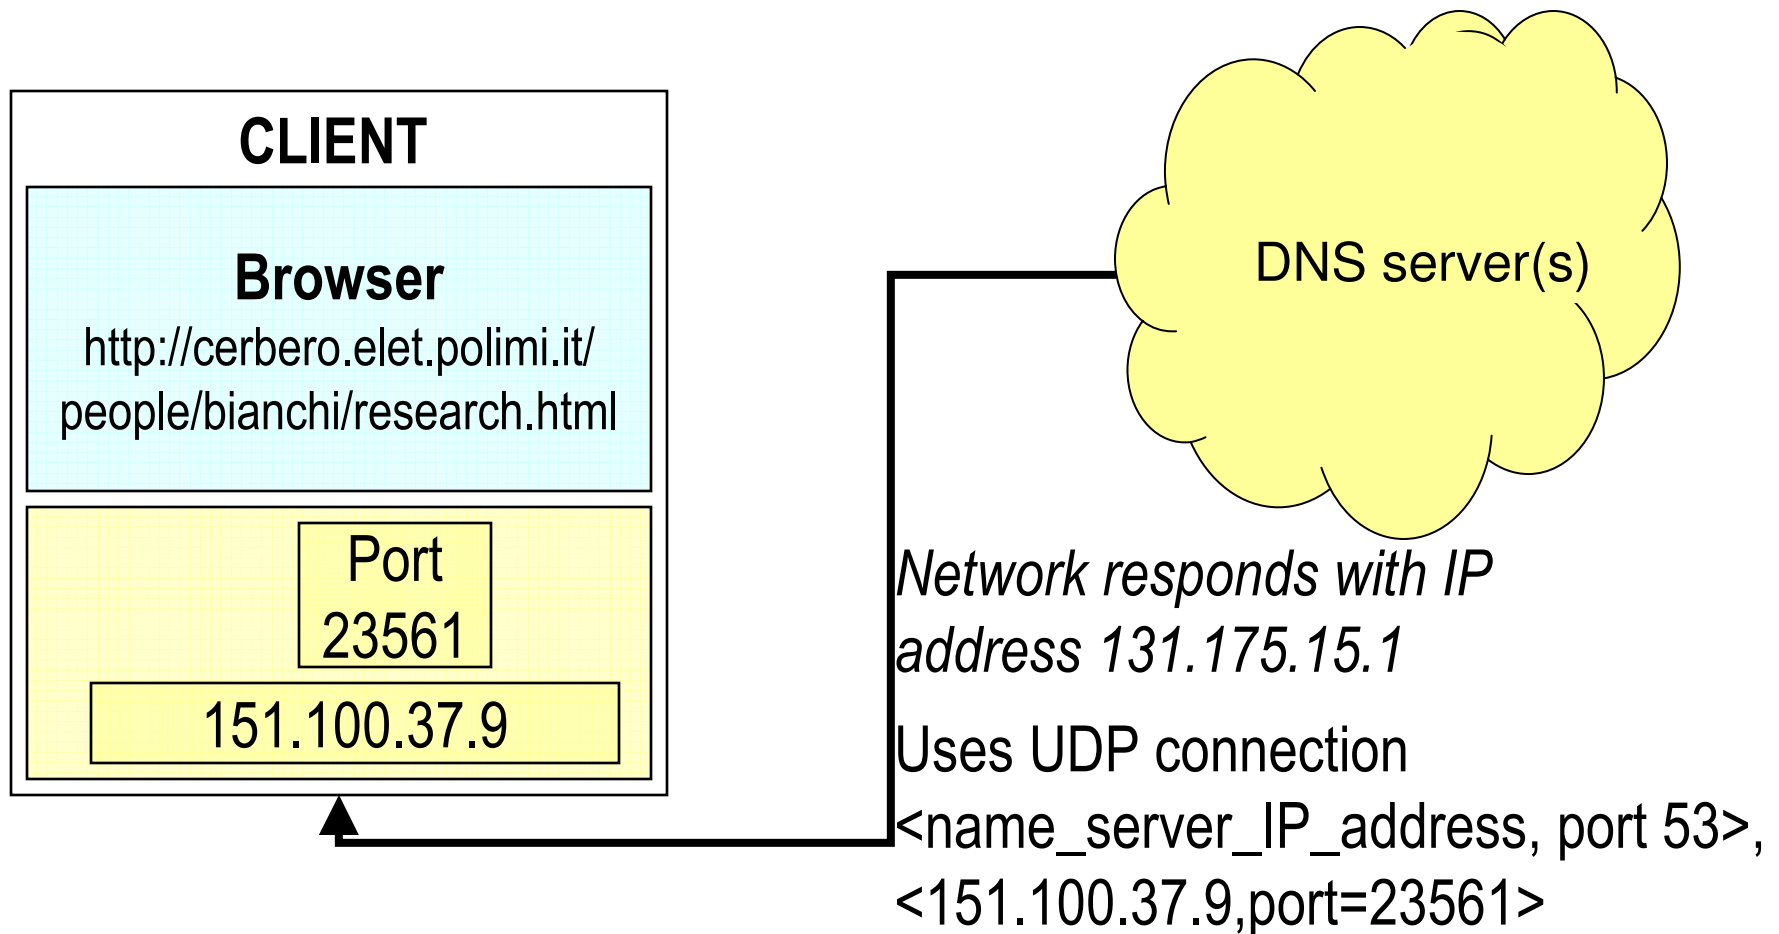 CLIENT
Browser
http://cerbero.elet.polimi.it/
people/bianchi/research.html
Port
23561
151.100.37.9
DNS server(s)
Network responds with IP
address 131.175.15.1
Uses UDP connection
<name_server_IP_address, port 53>,
<151.100.37.9,port=23561>